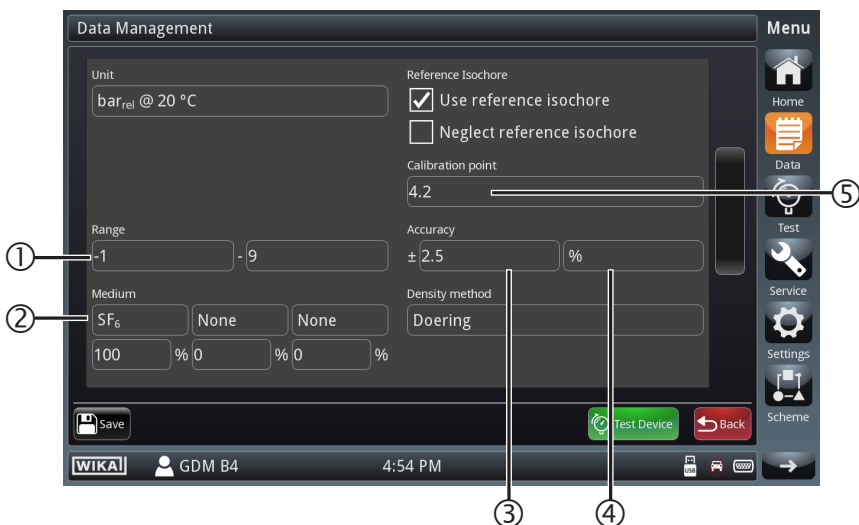 Data Management
Menu
Unit
bar_rel @ 20 °C
Reference Isochore
Use reference isochore
Neglect reference isochore
Calibration point
4.2
⑤
Range
① -1 - 9
Accuracy
± 2.5 %
Medium
② SF₆ None None
100 % 0 % 0 %
Density method
Doering
Home
Data
Test
Service
Settings
Scheme
Save
Test Device
Back
WIKAI GDM B4 4:54 PM USB
③ ④